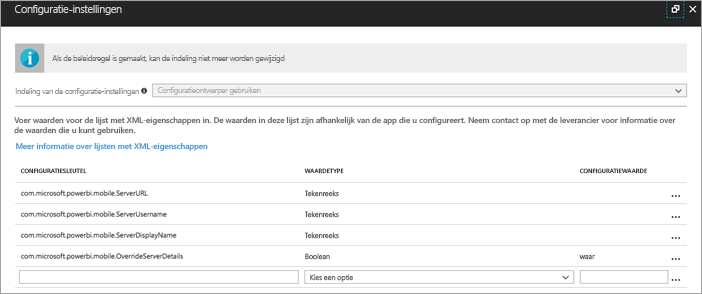 Configuratie-instellingen
Als de beleidsregel is gemaakt, kan de indeling niet meer worden gewijzigd
Indeling van de configuratie-instellingen
Configuratieontwerper gebruiken
Voer waarden voor de lijst met XML-eigenschappen in. De waarden in deze lijst zijn afhankelijk van de app die u configureert. Neem contact op met de leverancier voor informatie over
de waarden die u kunt gebruiken.
Meer informatie over lijsten met XML-eigenschappen
CONFIGURATIESLEUTEL WAARDETYPE CONFIGURATIEWAARDE
com.microsoft.powerbi.mobile.ServerURL Tekenreeks ...
com.microsoft.powerbi.mobile.ServerUsername Tekenreeks ...
com.microsoft.powerbi.mobile.ServerDisplayName Tekenreeks ...
com.microsoft.powerbi.mobile.OverrideServerDetails Boolean waar ...
Kies een optie ...